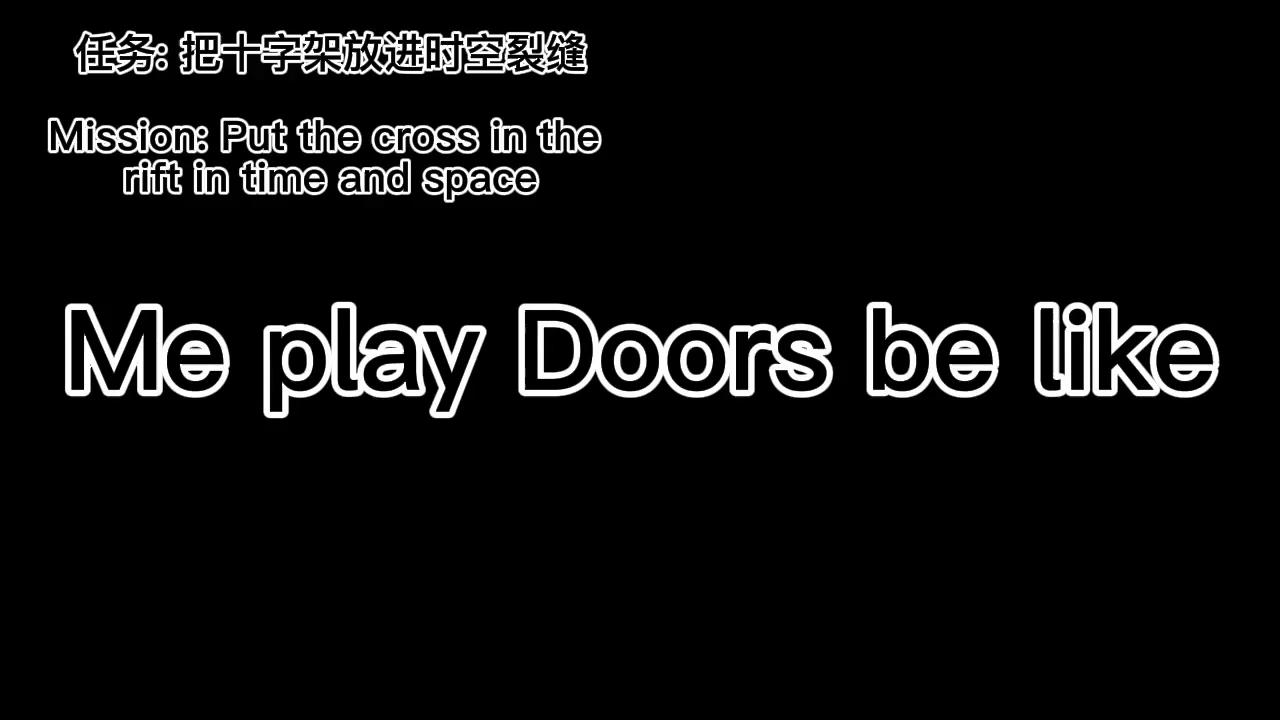 任务: 把十字架放进时空裂缝
Mission: Put the cross in the
rift in time and space
Me play Doors be like